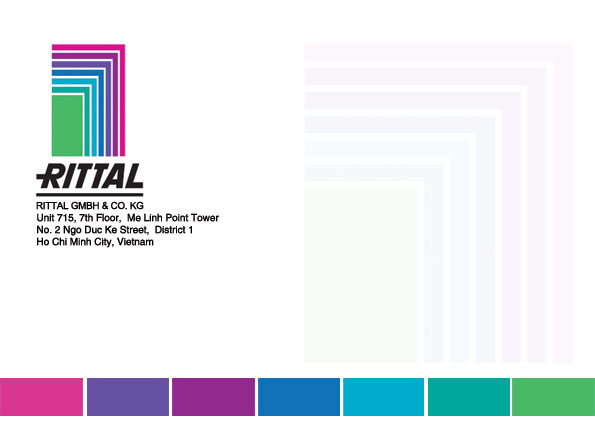 RITTAL
RITTAL GMBH & CO. KG
Unit 715, 7th Floor, Me Linh Point Tower
No. 2 Ngo Duc Ke Street, District 1
Ho Chi Minh City, Vietnam